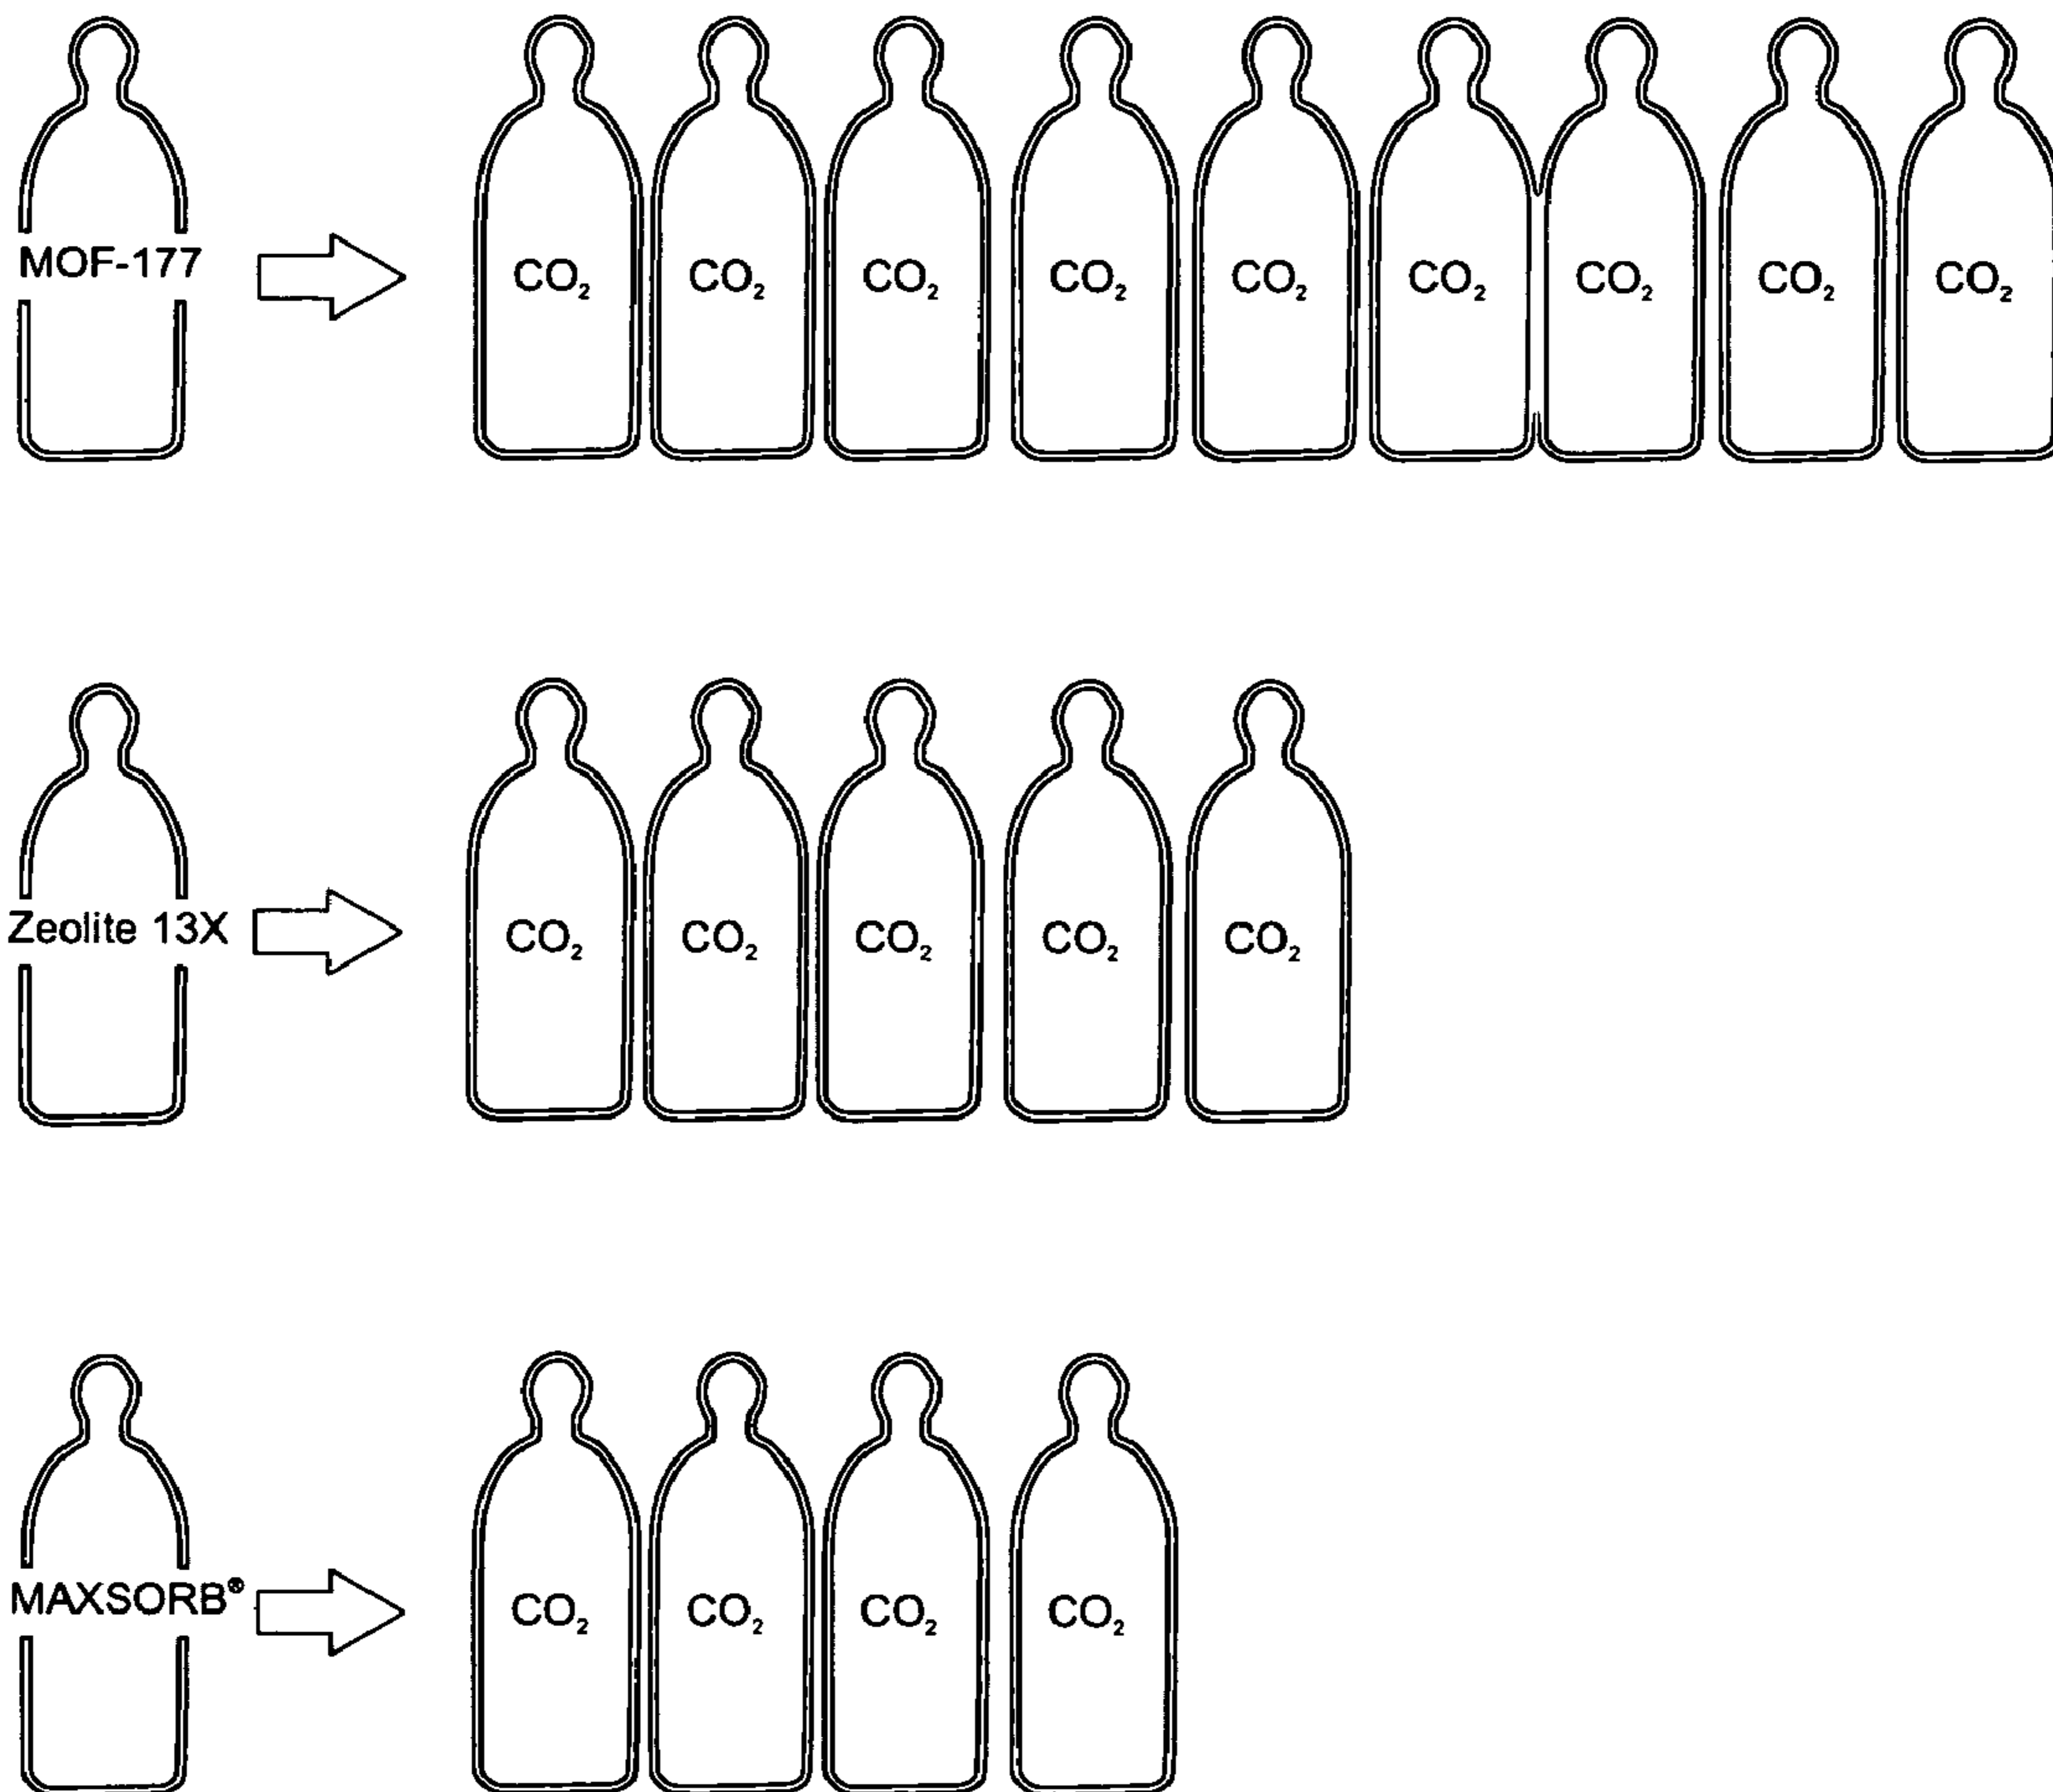 MOF-177 CO₂ CO₂ CO₂ CO₂ CO₂ CO₂ CO₂ CO₂ CO₂
Zeolite 13X CO₂ CO₂ CO₂ CO₂ CO₂
MAXSORB® CO₂ CO₂ CO₂ CO₂